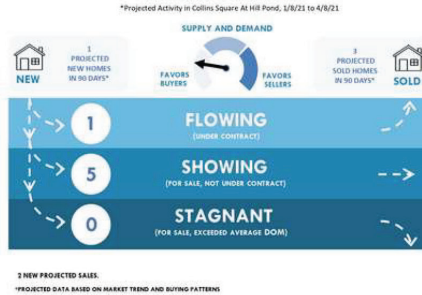 *Projected Activity in Collins Square At Hill Pond, 1/8/21 to 4/8/21
SUPPLY AND DEMAND
NEW
1
PROJECTED
NEW HOMES
IN 90 DAYS*
FAVORS
BUYERS
FAVORS
SELLERS
3
PROJECTED
SOLD HOMES
IN 90 DAYS*
SOLD
1
FLOWING
(UNDER CONTRACT)
5
SHOWING
(FOR SALE, NOT UNDER CONTRACT)
0
STAGNANT
(FOR SALE, EXCEEDED AVERAGE DOM)
2 NEW PROJECTED SALES.
*PROJECTED DATA BASED ON MARKET TREND AND BUYING PATTERNS